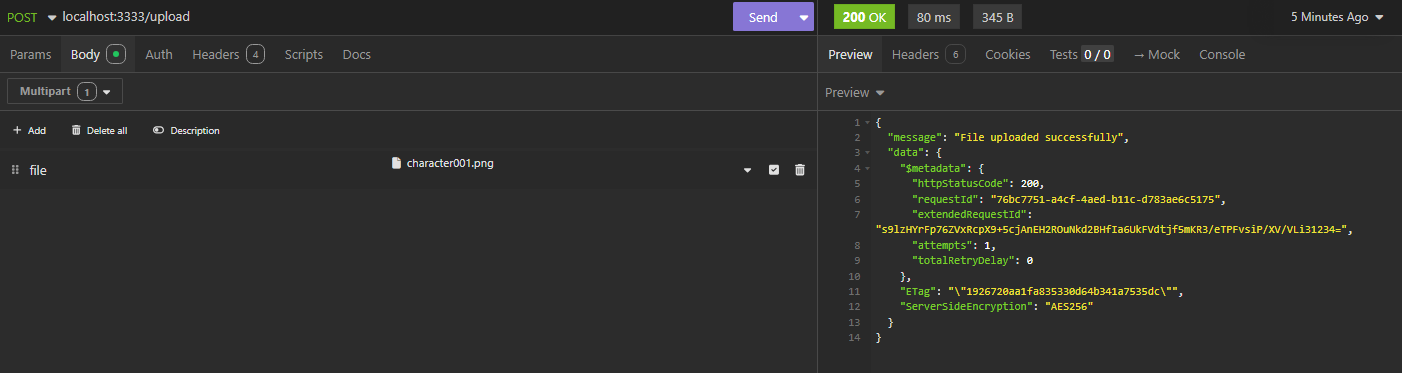 POST localhost:3333/upload Send 200 OK 80 ms 345 B 5 Minutes Ago
Params Body Auth Headers 4 Scripts Docs
Preview Headers 6 Cookies Tests 0 / 0 → Mock Console
Multipart 1
Preview
+ Add Delete all Description
file character001.png
1 {
2 "message": "File uploaded successfully",
3 "data": {
4 "$metadata": {
5 "httpStatusCode": 200,
6 "requestId": "76bc7751-a4cf-4aed-b11c-d783ae6c5175",
7 "extendedRequestId":
"s9lzHYrFp76ZVxRcpX9+5cjAnEH2ROuNkd2BHfIa6UkFVdtjf5mKR3/eTPFvsiP/XV/VLi31234=",
8 "attempts": 1,
9 "totalRetryDelay": 0
10 },
11 "ETag": "\"1926720aa1fa835330d64b341a7535dc\"",
12 "ServerSideEncryption": "AES256"
13 }
14 }